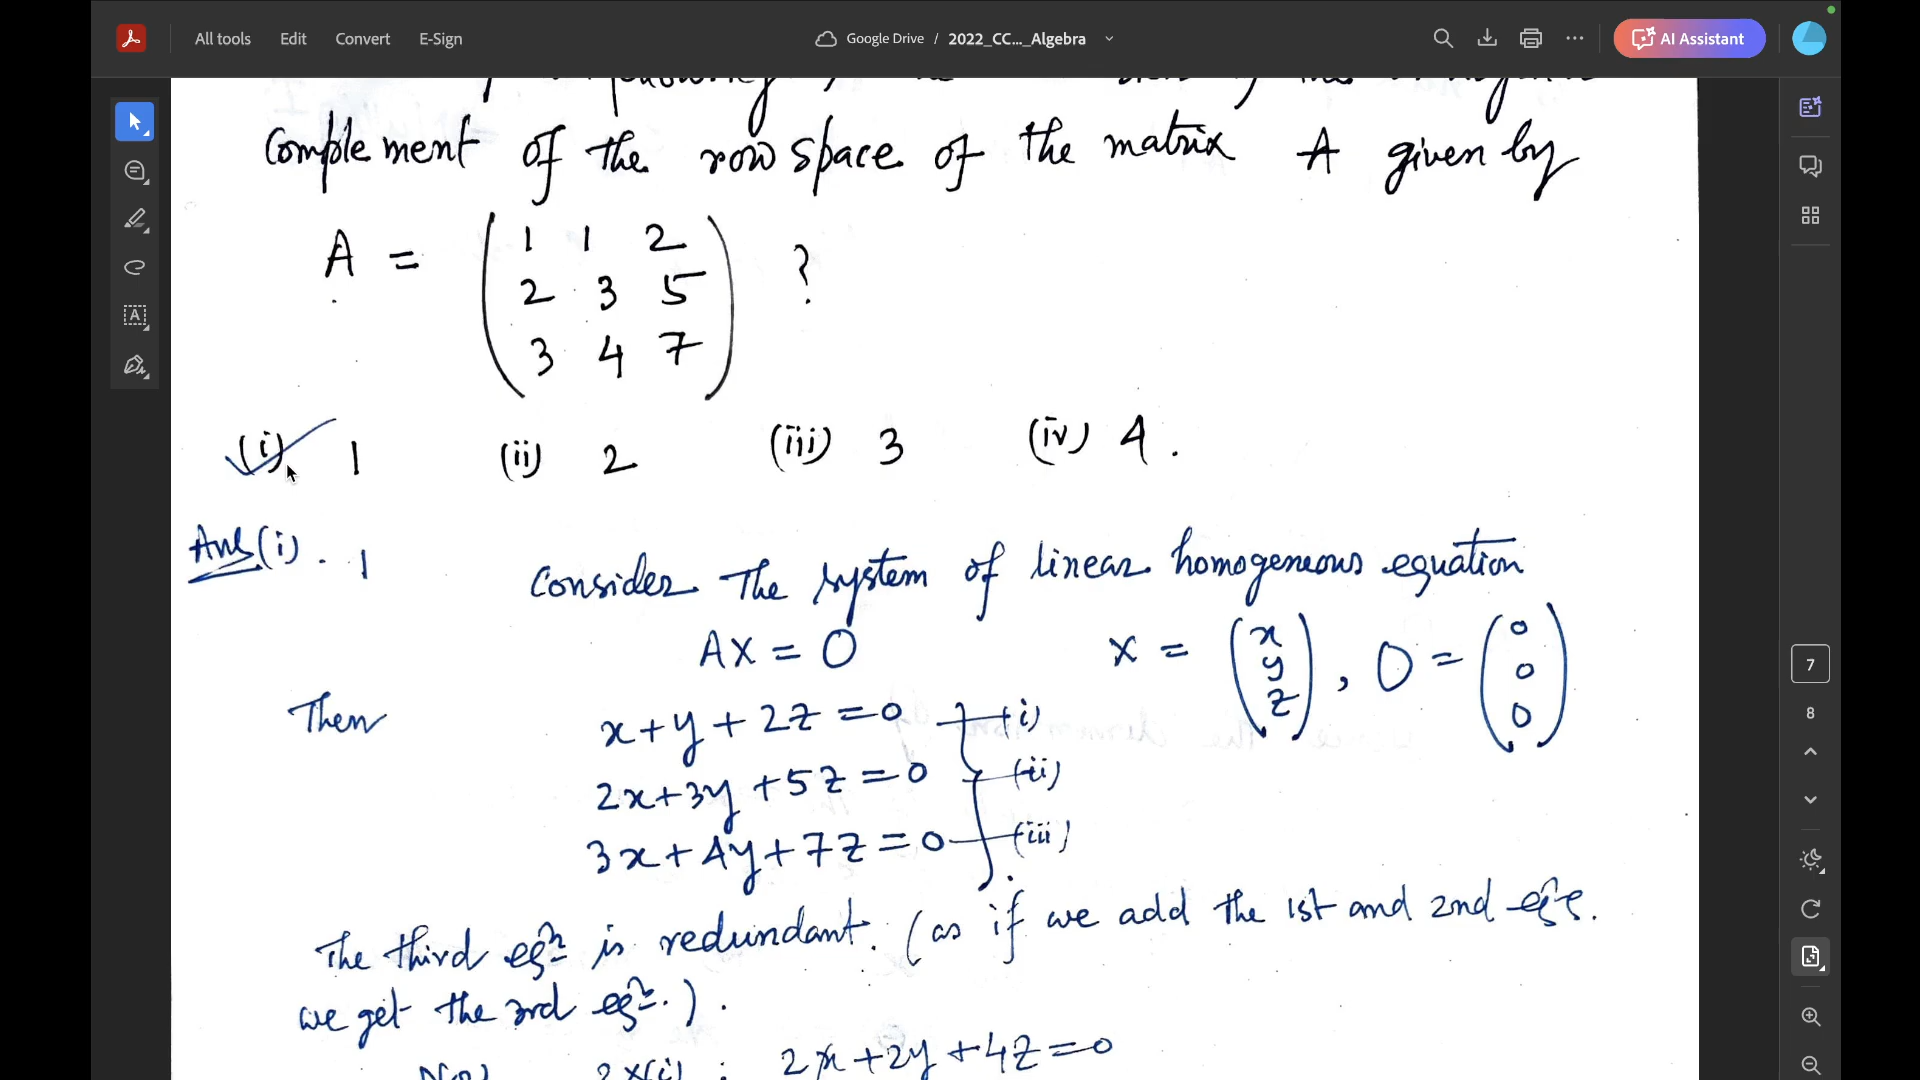 All tools Edit Convert E-Sign Google Drive / 2022_CC..._Algebra AI Assistant
complement of the row space of the matrix A given by
A = ( 1 1 2
2 3 5
3 4 7 ) ?
(i) 1 (ii) 2 (iii) 3 (iv) 4 .
Ans (i) . 1
Consider The system of linear homogeneous equation
AX = O X = ( x y z ) , O = ( 0 0 0 )
Then x + y + 2z = 0 — (i)
2x + 3y + 5z = 0 — (ii)
3x + 4y + 7z = 0 — (iii)
The third eqn is redundant. (as if we add the 1st and 2nd eqns.
we get the 3rd eqn.) .
2x(i) : 2x + 2y + 4z = 0
7
8